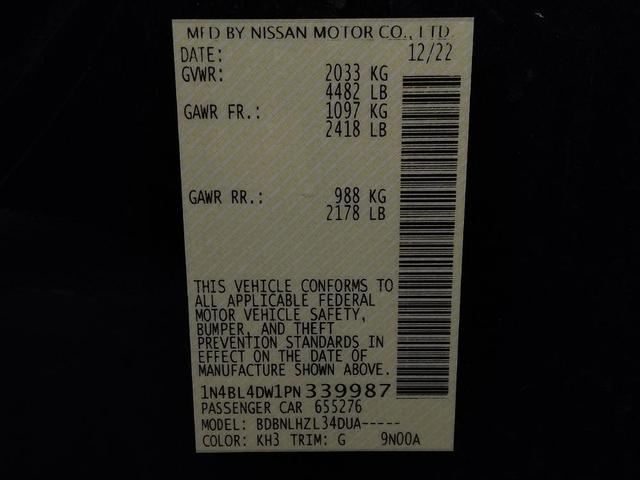 MFD BY NISSAN MOTOR CO., LTD.
DATE: 12/22
GVWR: 2033 KG
4482 LB
GAWR FR.: 1097 KG
2418 LB
GAWR RR.: 988 KG
2178 LB
THIS VEHICLE CONFORMS TO
ALL APPLICABLE FEDERAL
MOTOR VEHICLE SAFETY,
BUMPER, AND THEFT
PREVENTION STANDARDS IN
EFFECT ON THE DATE OF
MANUFACTURE SHOWN ABOVE.
1N4BL4DW1PN339987
PASSENGER CAR 655276
MODEL: BDBNLHZL34DUA-----
COLOR: KH3 TRIM: G 9N00A